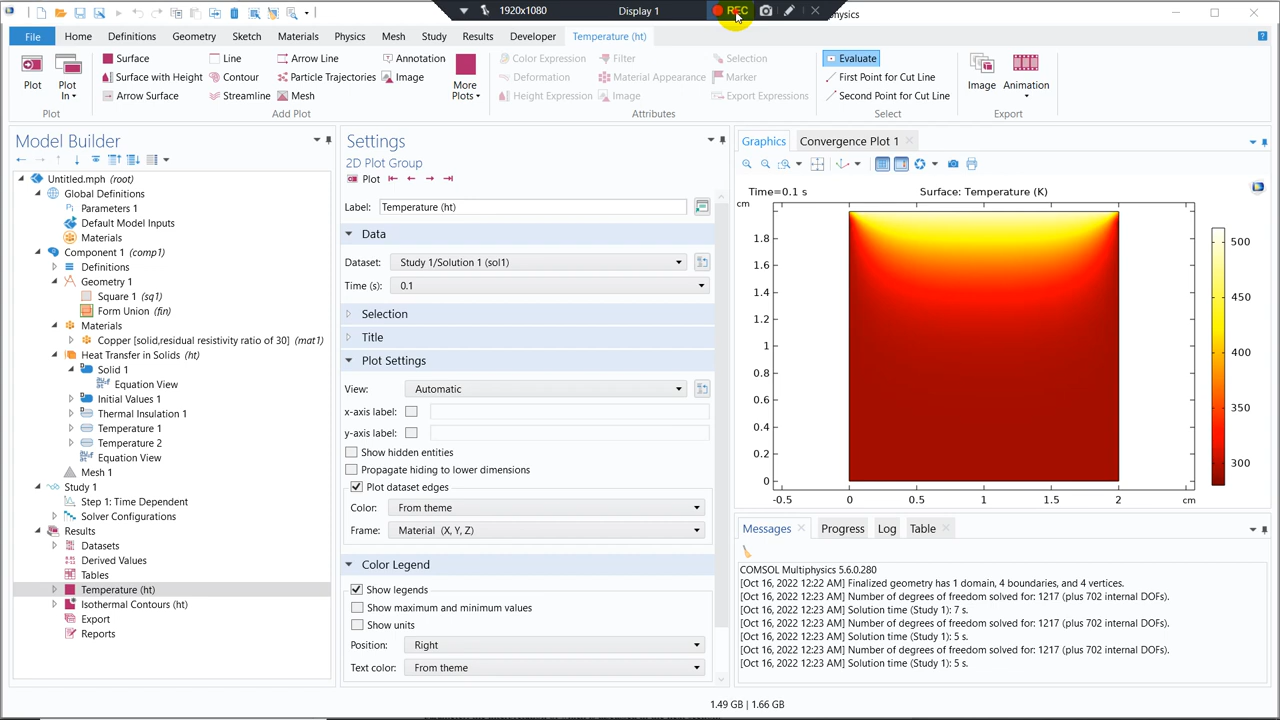 1920x1080
Display 1
REC
physics
File
Home
Definitions
Geometry
Sketch
Materials
Physics
Mesh
Study
Results
Developer
Temperature (ht)
Plot
Plot In
Plot
Surface
Surface with Height
Arrow Surface
Line
Contour
Streamline
Arrow Line
Particle Trajectories
Mesh
Annotation
Image
More Plots
Add Plot
Color Expression
Deformation
Height Expression
Filter
Material Appearance
Image
Selection
Marker
Export Expressions
Attributes
Evaluate
First Point for Cut Line
Second Point for Cut Line
Select
Image
Animation
Export
Model Builder
Untitled.mph (root)
Global Definitions
Parameters 1
Default Model Inputs
Materials
Component 1 (comp1)
Definitions
Geometry 1
Square 1 (sq1)
Form Union (fin)
Materials
Copper [solid,residual resistivity ratio of 30] (mat1)
Heat Transfer in Solids (ht)
Solid 1
Equation View
Initial Values 1
Thermal Insulation 1
Temperature 1
Temperature 2
Equation View
Mesh 1
Study 1
Step 1: Time Dependent
Solver Configurations
Results
Datasets
Derived Values
Tables
Temperature (ht)
Isothermal Contours (ht)
Export
Reports
Settings
2D Plot Group
Plot
Label: Temperature (ht)
Data
Dataset: Study 1/Solution 1 (sol1)
Time (s): 0.1
Selection
Title
Plot Settings
View: Automatic
x-axis label:
y-axis label:
Show hidden entities
Propagate hiding to lower dimensions
Plot dataset edges
Color: From theme
Frame: Material (X, Y, Z)
Color Legend
Show legends
Show maximum and minimum values
Show units
Position: Right
Text color: From theme
Graphics
Convergence Plot 1
Time=0.1 s
Surface: Temperature (K)
cm
1.8
1.6
1.4
1.2
1
0.8
0.6
0.4
0.2
0
-0.5 0 0.5 1 1.5 2 cm
500
450
400
350
300
Messages
Progress
Log
Table
COMSOL Multiphysics 5.6.0.280
[Oct 16, 2022 12:22 AM] Finalized geometry has 1 domain, 4 boundaries, and 4 vertices.
[Oct 16, 2022 12:23 AM] Number of degrees of freedom solved for: 1217 (plus 702 internal DOFs).
[Oct 16, 2022 12:23 AM] Solution time (Study 1): 7 s.
[Oct 16, 2022 12:23 AM] Number of degrees of freedom solved for: 1217 (plus 702 internal DOFs).
[Oct 16, 2022 12:23 AM] Solution time (Study 1): 5 s.
[Oct 16, 2022 12:23 AM] Number of degrees of freedom solved for: 1217 (plus 702 internal DOFs).
[Oct 16, 2022 12:23 AM] Solution time (Study 1): 5 s.
1.49 GB | 1.66 GB